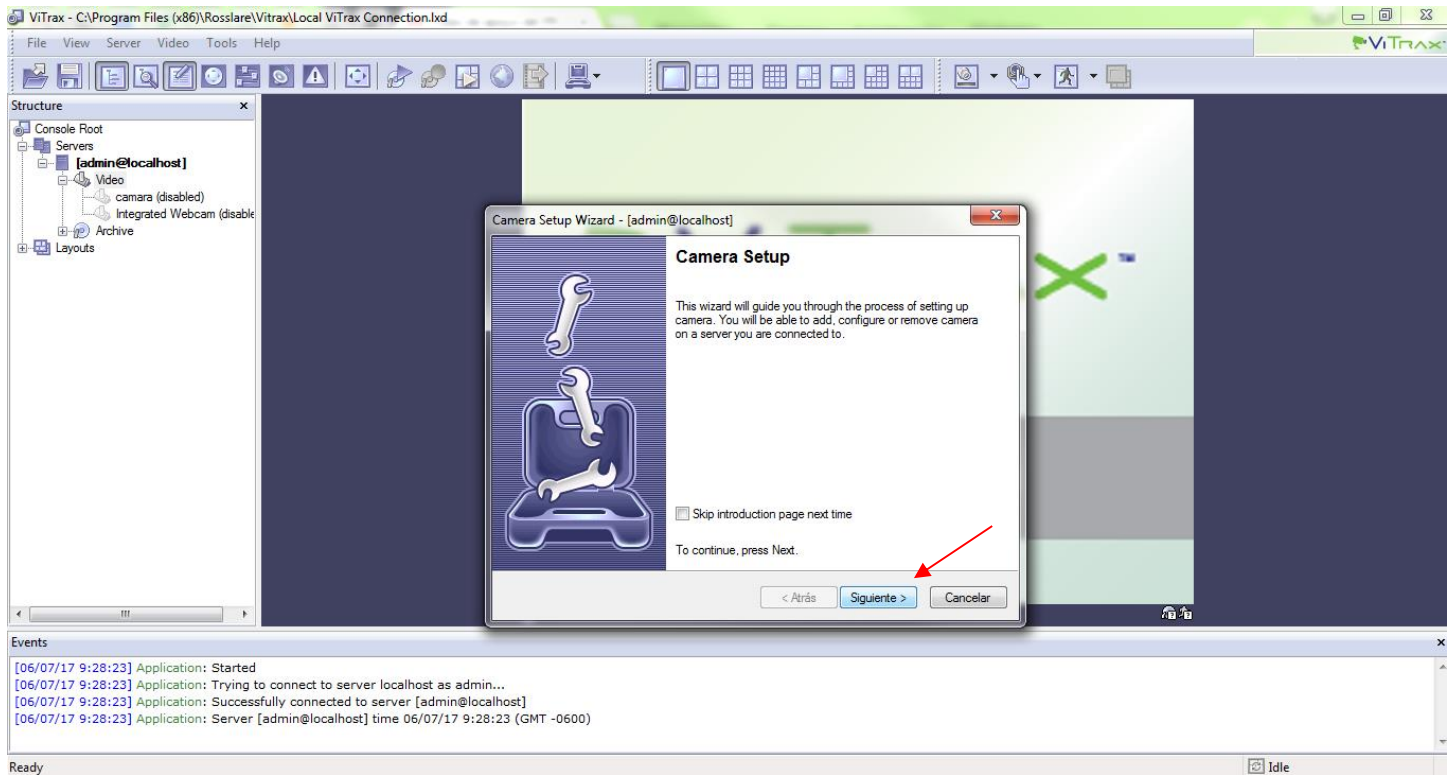 ViTrax - C:\Program Files (x86)\Rosslare\Vitrax\Local ViTrax Connection.lxd
File View Server Video Tools Help
ViTrax
Structure
Console Root
Servers
[admin@localhost]
Video
camara (disabled)
Integrated Webcam (disable
Archive
Layouts
Camera Setup Wizard - [admin@localhost]
Camera Setup
This wizard will guide you through the process of setting up
camera. You will be able to add, configure or remove camera
on a server you are connected to.
Skip introduction page next time
To continue, press Next.
< Atrás Siguiente > Cancelar
X™
Events
[06/07/17 9:28:23] Application: Started
[06/07/17 9:28:23] Application: Trying to connect to server localhost as admin...
[06/07/17 9:28:23] Application: Successfully connected to server [admin@localhost]
[06/07/17 9:28:23] Application: Server [admin@localhost] time 06/07/17 9:28:23 (GMT -0600)
Ready
Idle